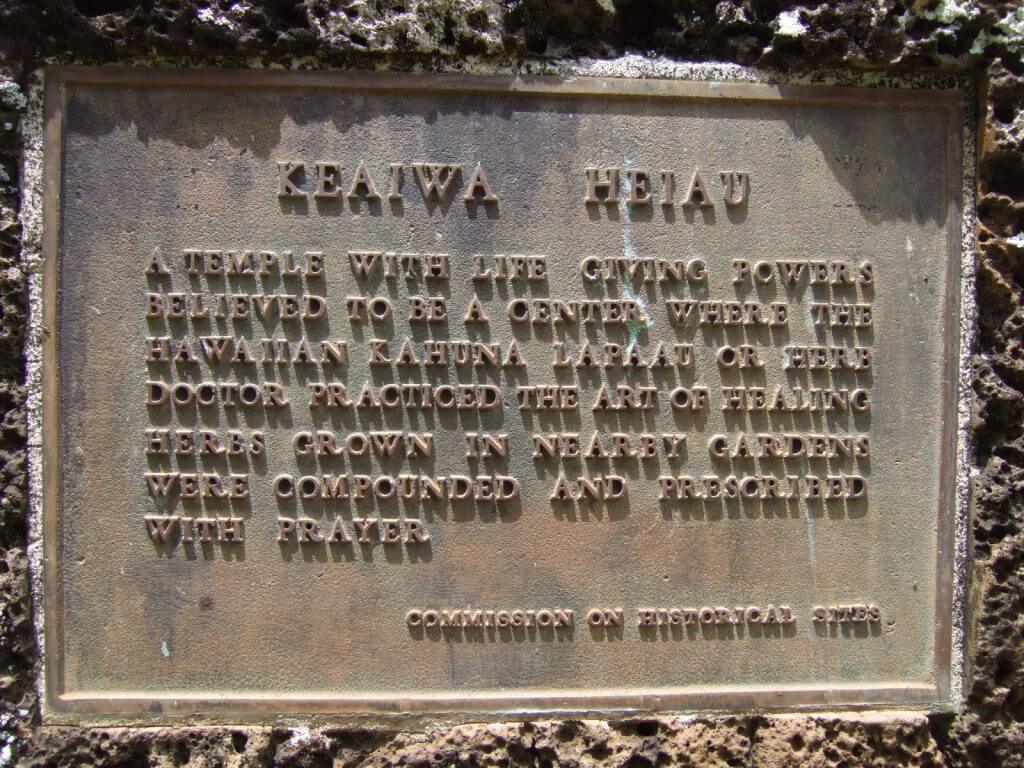 KEAIWA HEIAU
A TEMPLE WITH LIFE GIVING POWERS
BELIEVED TO BE A CENTER WHERE THE
HAWAIIAN KAHUNA LAPAAU OR HERB
DOCTOR PRACTICED THE ART OF HEALING
HERBS GROWN IN NEARBY GARDENS
WERE COMPOUNDED AND PRESCRIBED
WITH PRAYER
COMMISSION ON HISTORICAL SITES